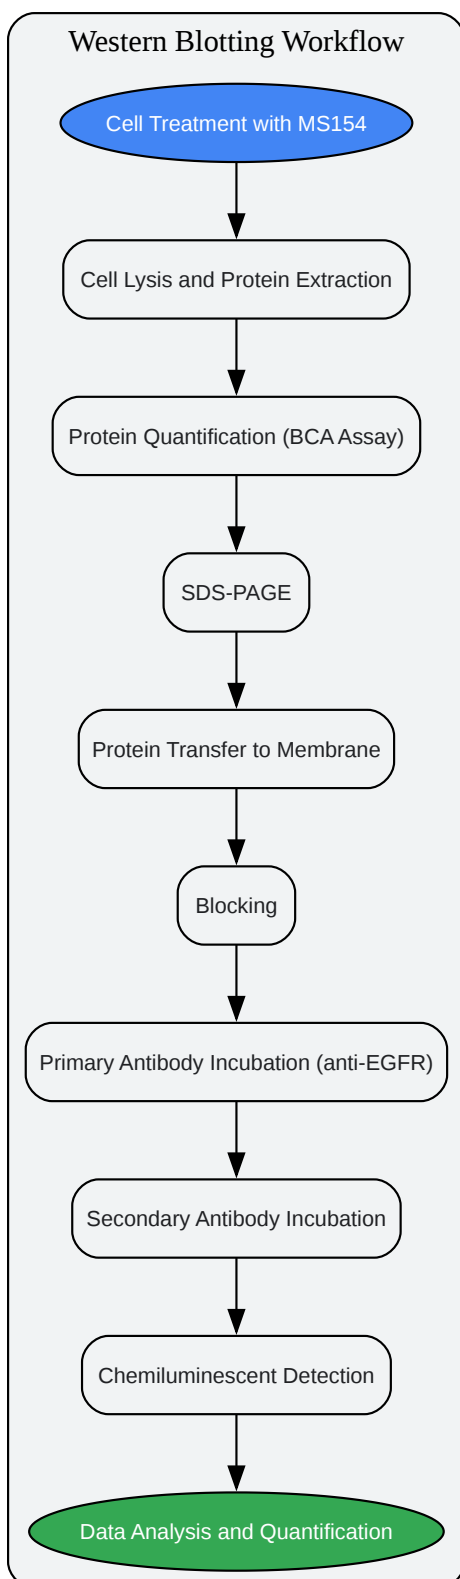 Western Blotting Workflow
Cell Treatment with MS154
Cell Lysis and Protein Extraction
Protein Quantification (BCA Assay)
SDS-PAGE
Protein Transfer to Membrane
Blocking
Primary Antibody Incubation (anti-EGFR)
Secondary Antibody Incubation
Chemiluminescent Detection
Data Analysis and Quantification